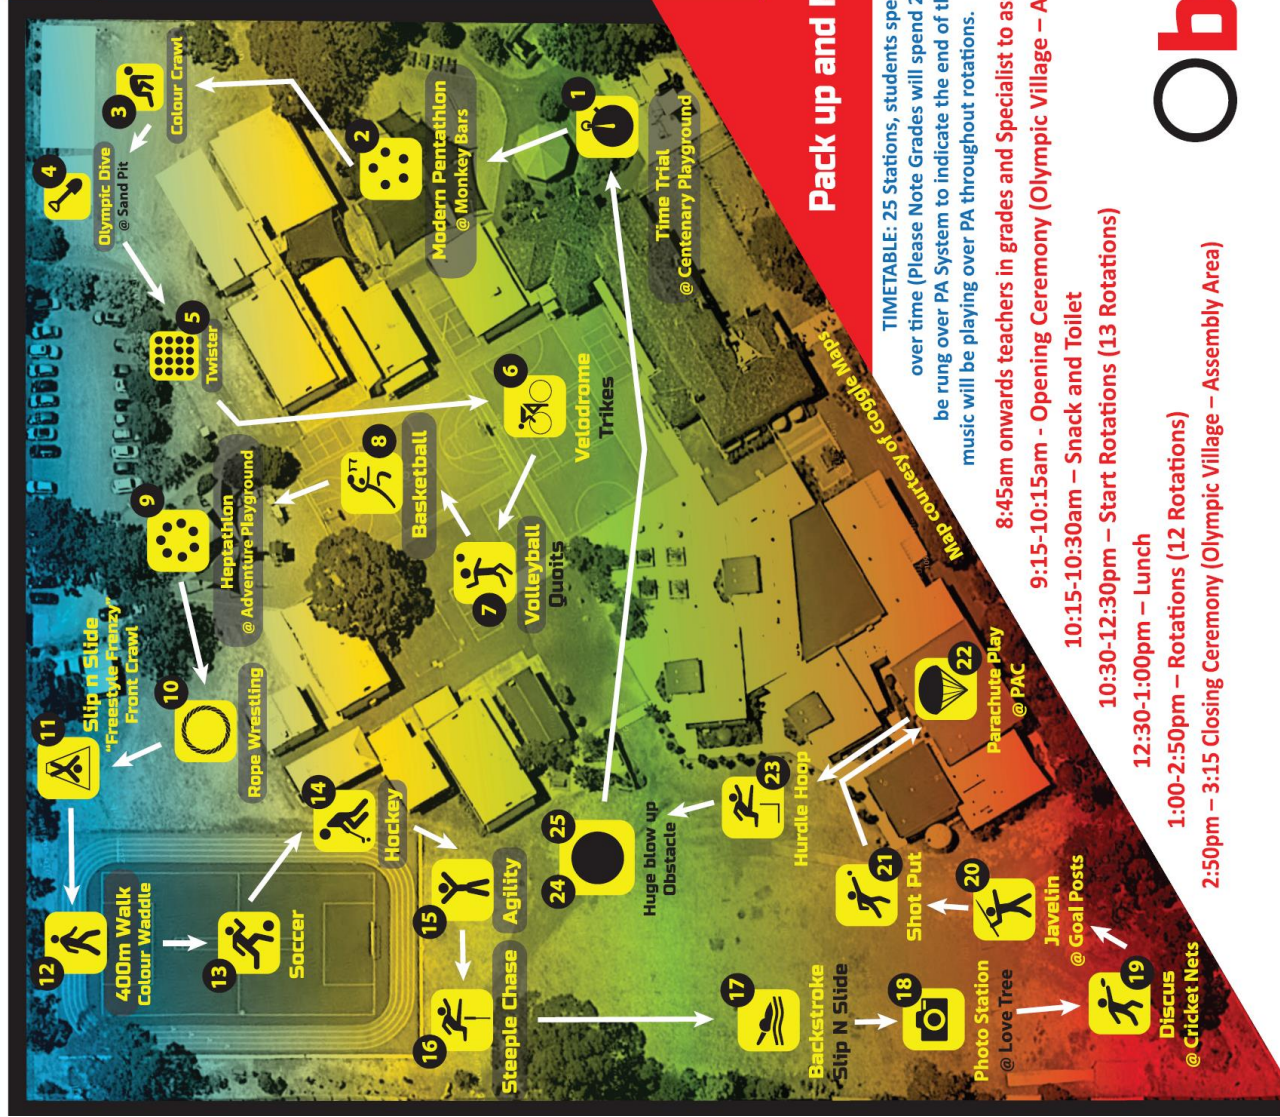 1
Time Trial
@ Centenary Playground
2
Modern Pentathlon
@ Monkey Bars
3
Colour Crawl
4
Olympic Dive
@ Sand Pit
5
Twister
6
Velodrome
Trikes
7
Volleyball
Quoits
8
Basketball
9
Heptathlon
@ Adventure Playground
10
Rope Wrestling
11
Slip n Slide
"Freestyle Frenzy"
Front Crawl
12
400m Walk
Colour Waddle
13
Soccer
14
Hockey
15
Agility
16
Steeple Chase
17
Backstroke
Slip N Slide
18
Photo Station
@ Love Tree
19
Discus
@ Cricket Nets
20
Javelin
@ Goal Posts
21
Shot Put
22
Parachute Play
@ PAC
23
Hurdle Hoop
24
25
Huge blow up
Obstacle
Map courtesy of Goggle Maps
Pack up and
TIMETABLE: 25 Stations, students spe
over time (Please Note Grades will spend 2
be rung over PA System to indicate the end of th
music will be playing over PA throughout rotations.
8:45am onwards teachers in grades and Specialist to as
9:15-10:15am - Opening Ceremony (Olympic Village – A
10:15-10:30am – Snack and Toilet
10:30-12:30pm – Start Rotations (13 Rotations)
12:30-1:00pm – Lunch
1:00-2:50pm – Rotations (12 Rotations)
2:50pm – 3:15 Closing Ceremony (Olympic Village – Assembly Area)
Ob